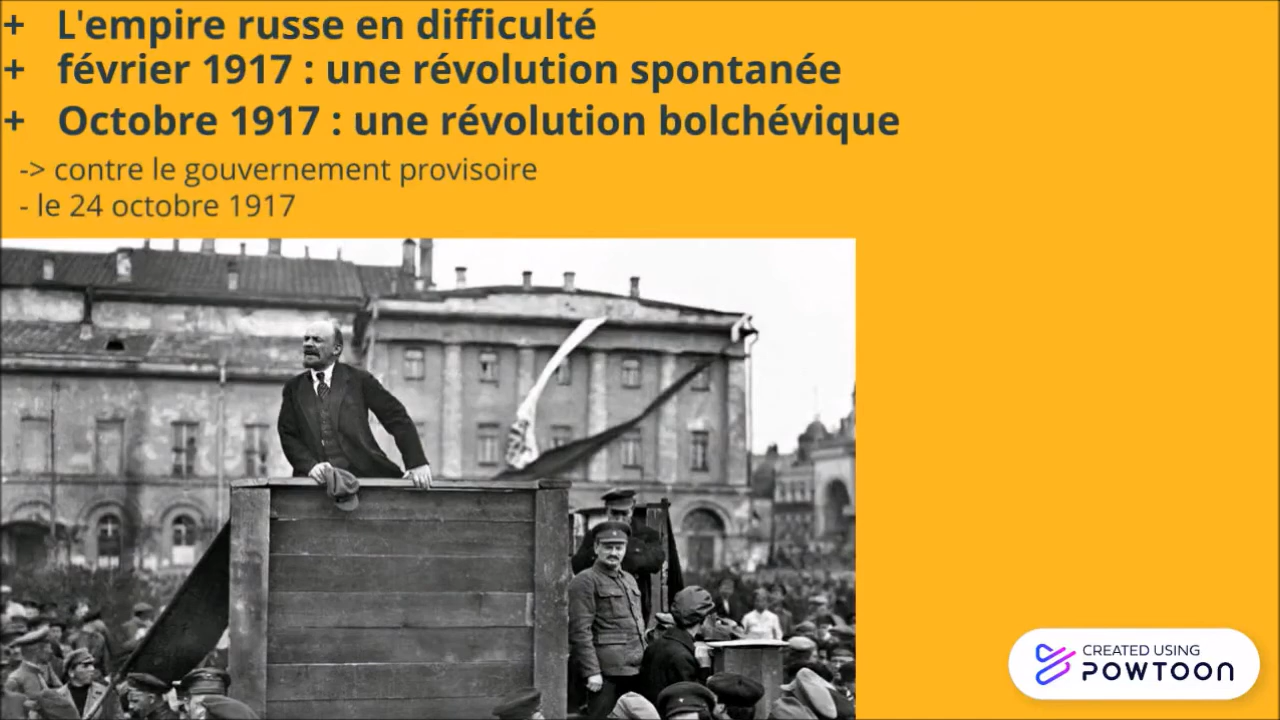 + L'empire russe en difficulté
+ février 1917 : une révolution spontanée
+ Octobre 1917 : une révolution bolchévique
-> contre le gouvernement provisoire
- le 24 octobre 1917
CREATED USING
POWTOON